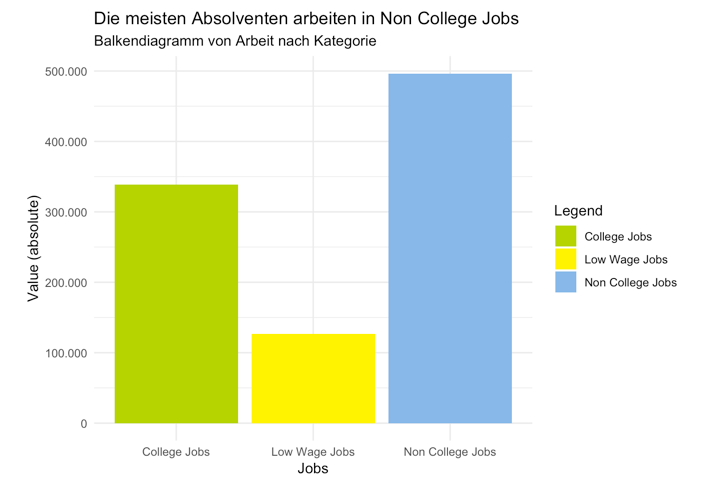 Die meisten Absolventen arbeiten in Non College Jobs
Balkendiagramm von Arbeit nach Kategorie
Value (absolute)
500.000
400.000
300.000
200.000
100.000
0
College Jobs
Low Wage Jobs
Non College Jobs
Jobs
Legend
College Jobs
Low Wage Jobs
Non College Jobs